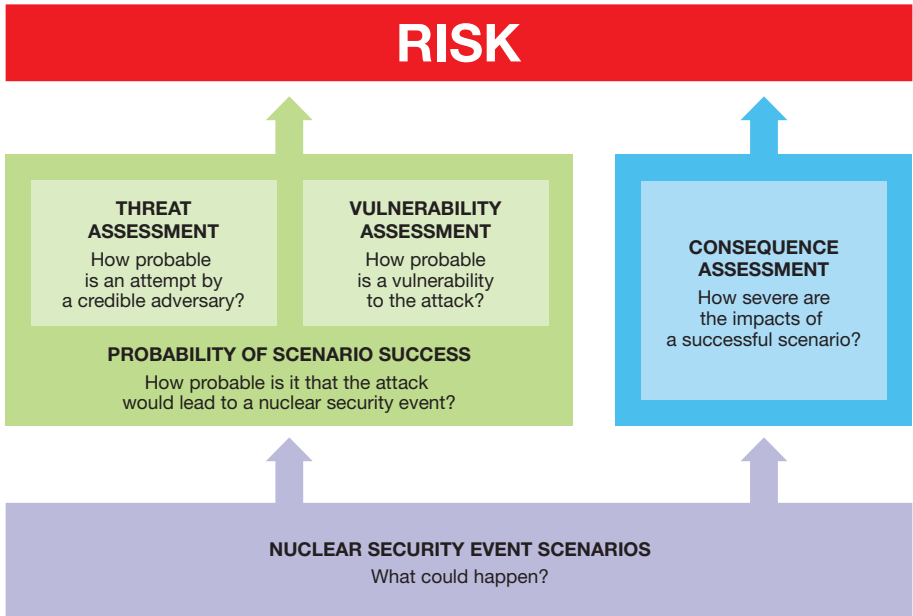 RISK
THREAT
ASSESSMENT
How probable
is an attempt by
a credible adversary?
VULNERABILITY
ASSESSMENT
How probable
is a vulnerability
to the attack?
PROBABILITY OF SCENARIO SUCCESS
How probable is it that the attack
would lead to a nuclear security event?
CONSEQUENCE
ASSESSMENT
How severe are
the impacts of
a successful scenario?
NUCLEAR SECURITY EVENT SCENARIOS
What could happen?